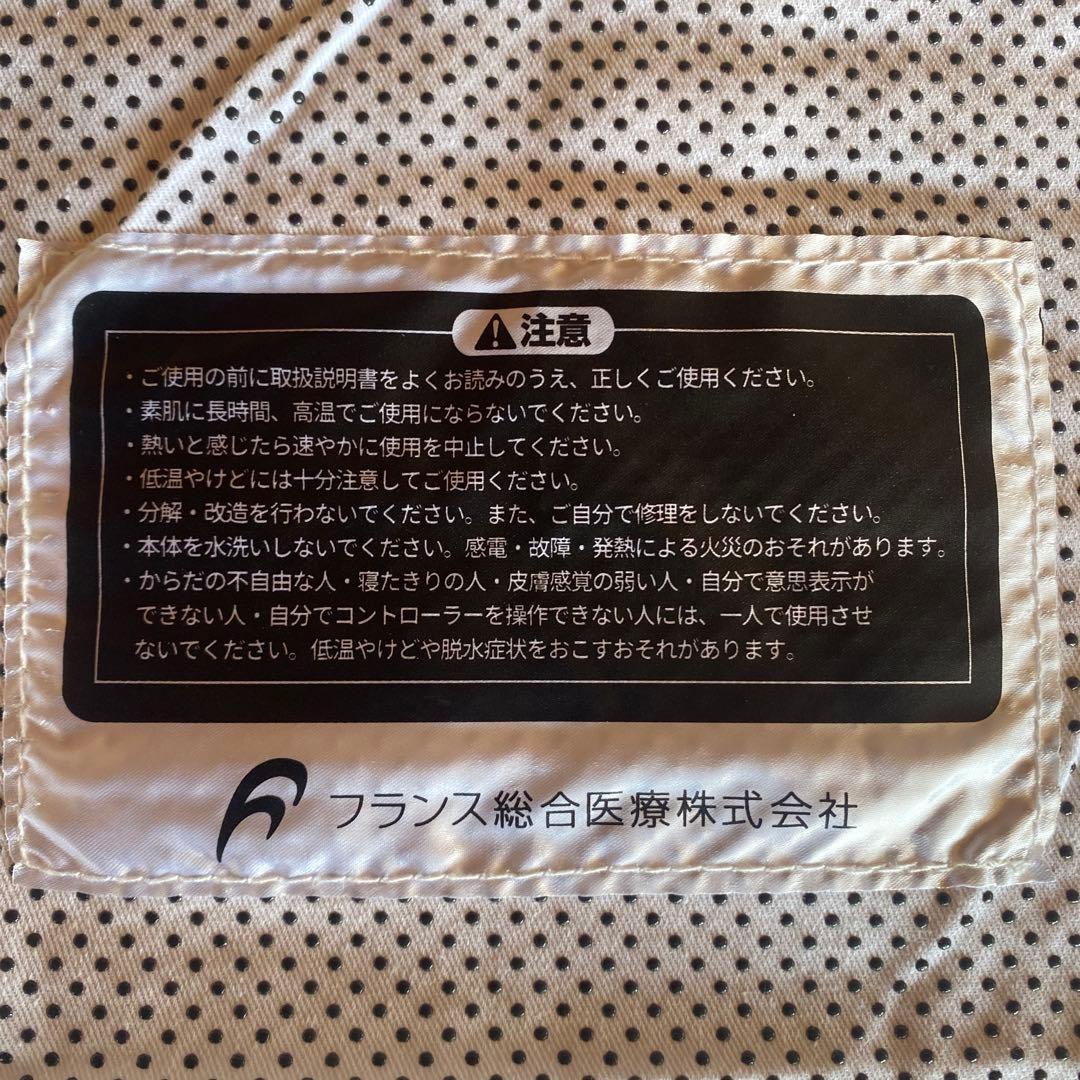 注意
・ご使用の前に取扱説明書をよくお読みのうえ、正しくご使用ください。
・素肌に長時間、高温でご使用にならないでください。
・熱いと感じたら速やかに使用を中止してください。
・低温やけどには十分注意してご使用ください。
・分解・改造を行わないでください。また、ご自分で修理をしないでください。
・本体を水洗いしないでください。感電・故障・発熱による火災のおそれがあります。
・からだの不自由な人・寝たきりの人・皮膚感覚の弱い人・自分で意思表示が
できない人・自分でコントローラーを操作できない人には、一人で使用させ
ないでください。低温やけどや脱水症状をおこすおそれがあります。
フランス総合医療株式会社